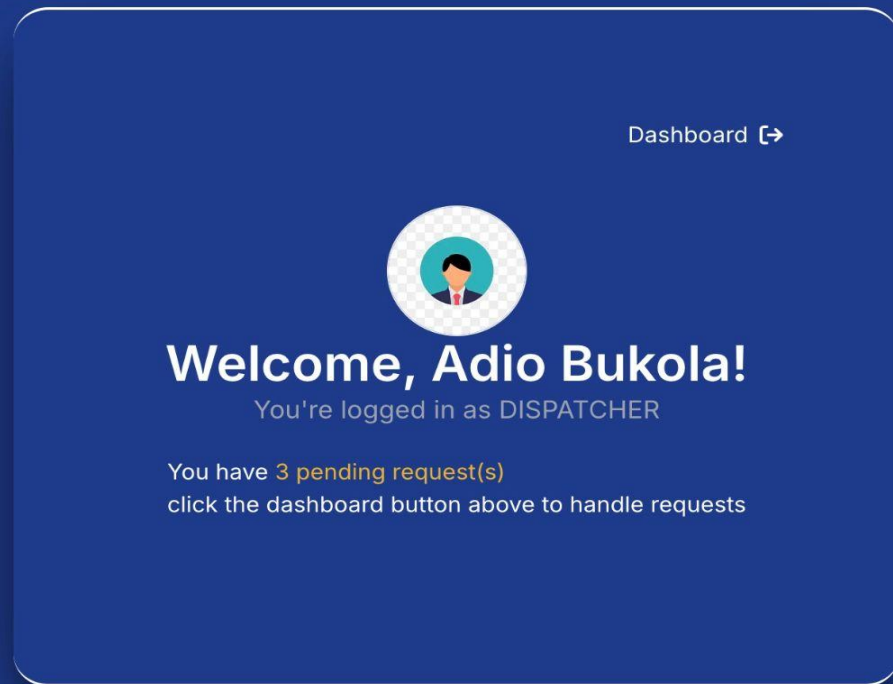 Dashboard
Welcome, Adio Bukola!
You're logged in as DISPATCHER
You have 3 pending request(s)
click the dashboard button above to handle requests